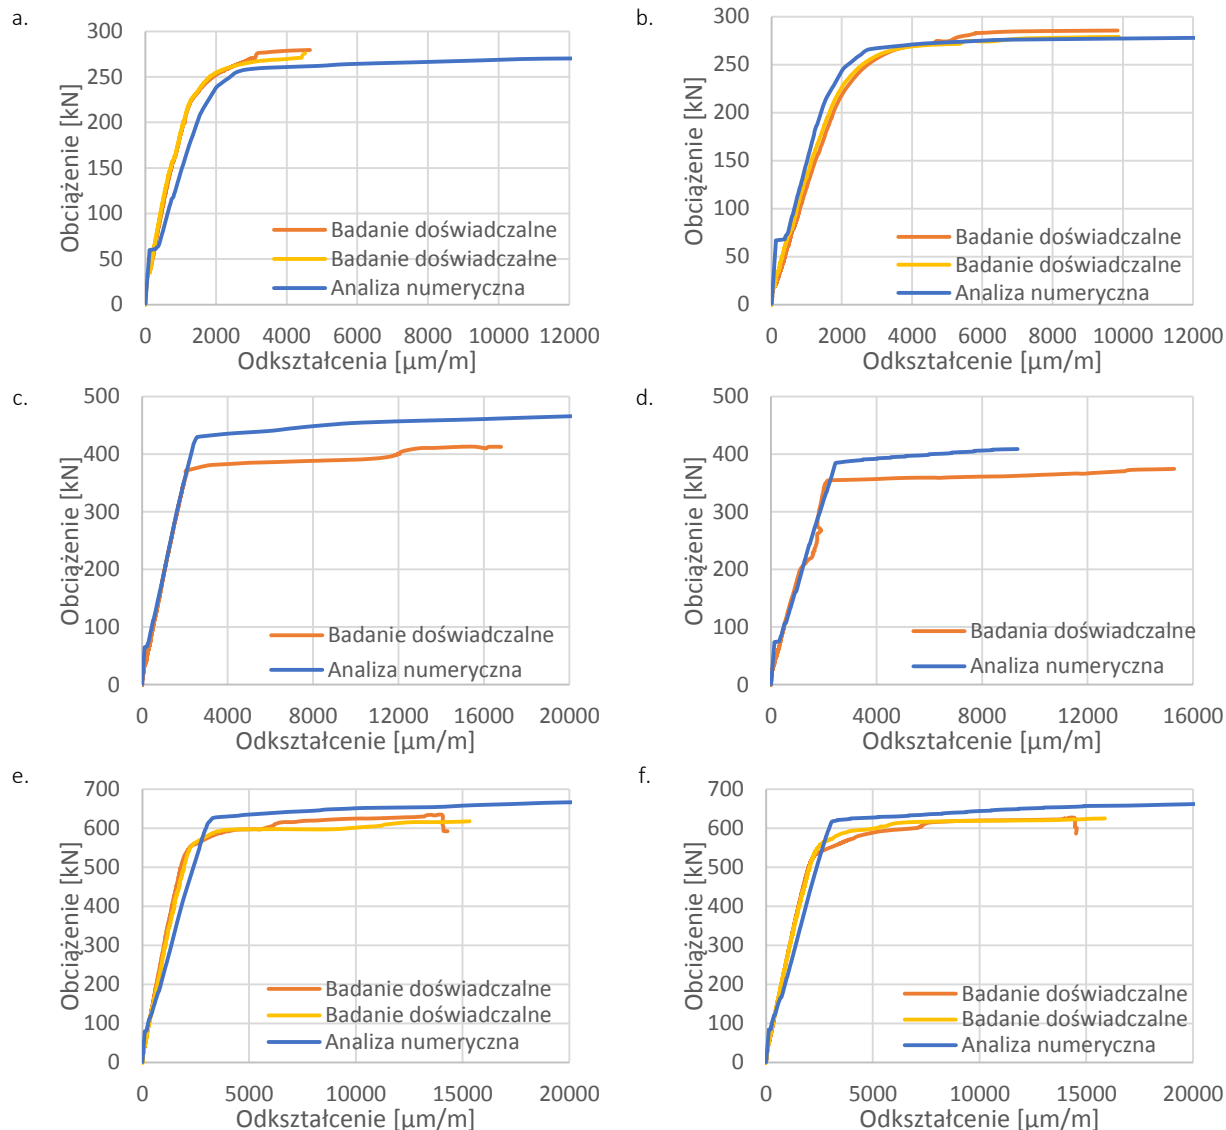 a.
Obciążenie [kN]
300
250
200
150
100
50
0
Badanie doświadczalne
Badanie doświadczalne
Analiza numeryczna
0 2000 4000 6000 8000 10000 12000
Odkształcenia [µm/m]
b.
Obciążenie [kN]
300
250
200
150
100
50
0
Badanie doświadczalne
Badanie doświadczalne
Analiza numeryczna
0 2000 4000 6000 8000 10000 12000
Odkształcenie [µm/m]
c.
Obciążenie [kN]
500
400
300
200
100
0
Badanie doświadczalne
Analiza numeryczna
0 4000 8000 12000 16000 20000
Odkształcenie [µm/m]
d.
Obciążenie [kN]
500
400
300
200
100
0
Badania doświadczalne
Analiza numeryczna
0 4000 8000 12000 16000
Odkształcenie [µm/m]
e.
Obciążenie [kN]
700
600
500
400
300
200
100
0
Badanie doświadczalne
Badanie doświadczalne
Analiza numeryczna
0 5000 10000 15000 20000
Odkształcenie [µm/m]
f.
Obciążenie [kN]
700
600
500
400
300
200
100
0
Badanie doświadczalne
Badanie doświadczalne
Analiza numeryczna
0 5000 10000 15000 20000
Odkształcenie [µm/m]